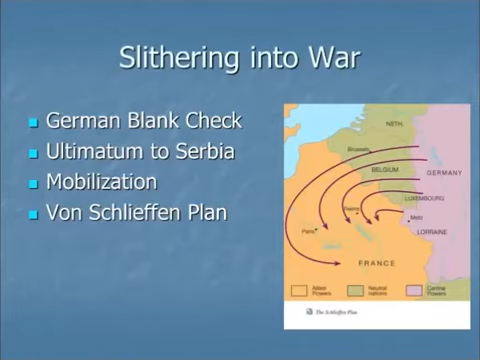 Slithering into War
German Blank Check
Ultimatum to Serbia
Mobilization
Von Schlieffen Plan
NETH.
Brussels
BELGIUM
GERMANY
LUXEMBOURG
Reims
Metz
Paris
LORRAINE
FRANCE
Allied Powers
Neutral nations
Central Powers
The Schlieffen Plan